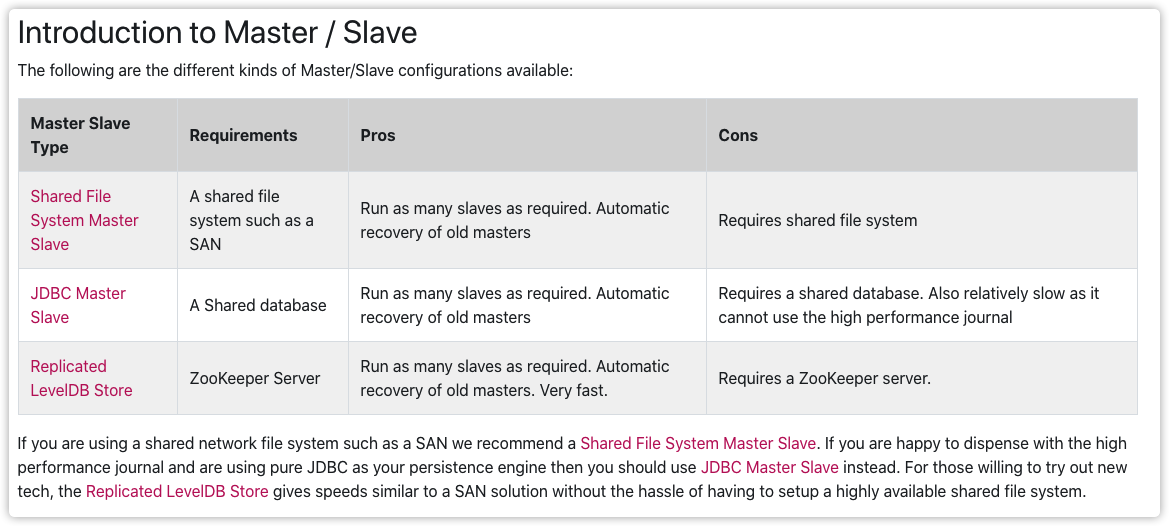 Introduction to Master / Slave
The following are the different kinds of Master/Slave configurations available:
Master Slave
Type
Requirements
Pros
Cons
Shared File
System Master
Slave
A shared file
system such as a
SAN
Run as many slaves as required. Automatic
recovery of old masters
Requires shared file system
JDBC Master
Slave
A Shared database
Run as many slaves as required. Automatic
recovery of old masters
Requires a shared database. Also relatively slow as it
cannot use the high performance journal
Replicated
LevelDB Store
ZooKeeper Server
Run as many slaves as required. Automatic
recovery of old masters. Very fast.
Requires a ZooKeeper server.
If you are using a shared network file system such as a SAN we recommend a Shared File System Master Slave. If you are happy to dispense with the high
performance journal and are using pure JDBC as your persistence engine then you should use JDBC Master Slave instead. For those willing to try out new
tech, the Replicated LevelDB Store gives speeds similar to a SAN solution without the hassle of having to setup a highly available shared file system.